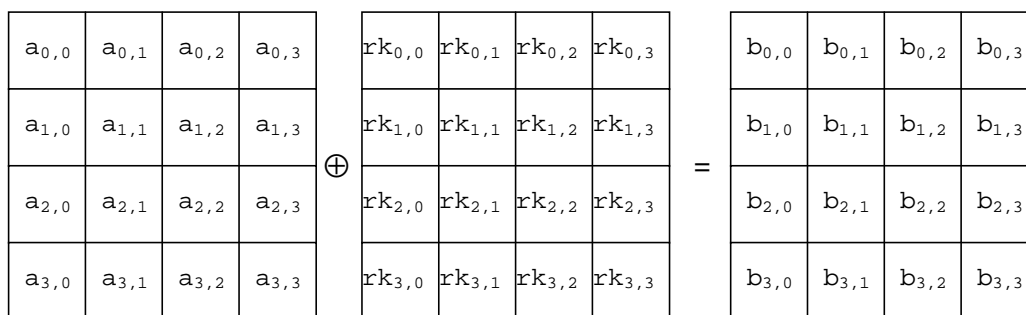 a0,0 a0,1 a0,2 a0,3 rk0,0 rk0,1 rk0,2 rk0,3 b0,0 b0,1 b0,2 b0,3
a1,0 a1,1 a1,2 a1,3 rk1,0 rk1,1 rk1,2 rk1,3 b1,0 b1,1 b1,2 b1,3
⊕ =
a2,0 a2,1 a2,2 a2,3 rk2,0 rk2,1 rk2,2 rk2,3 b2,0 b2,1 b2,2 b2,3
a3,0 a3,1 a3,2 a3,3 rk3,0 rk3,1 rk3,2 rk3,3 b3,0 b3,1 b3,2 b3,3